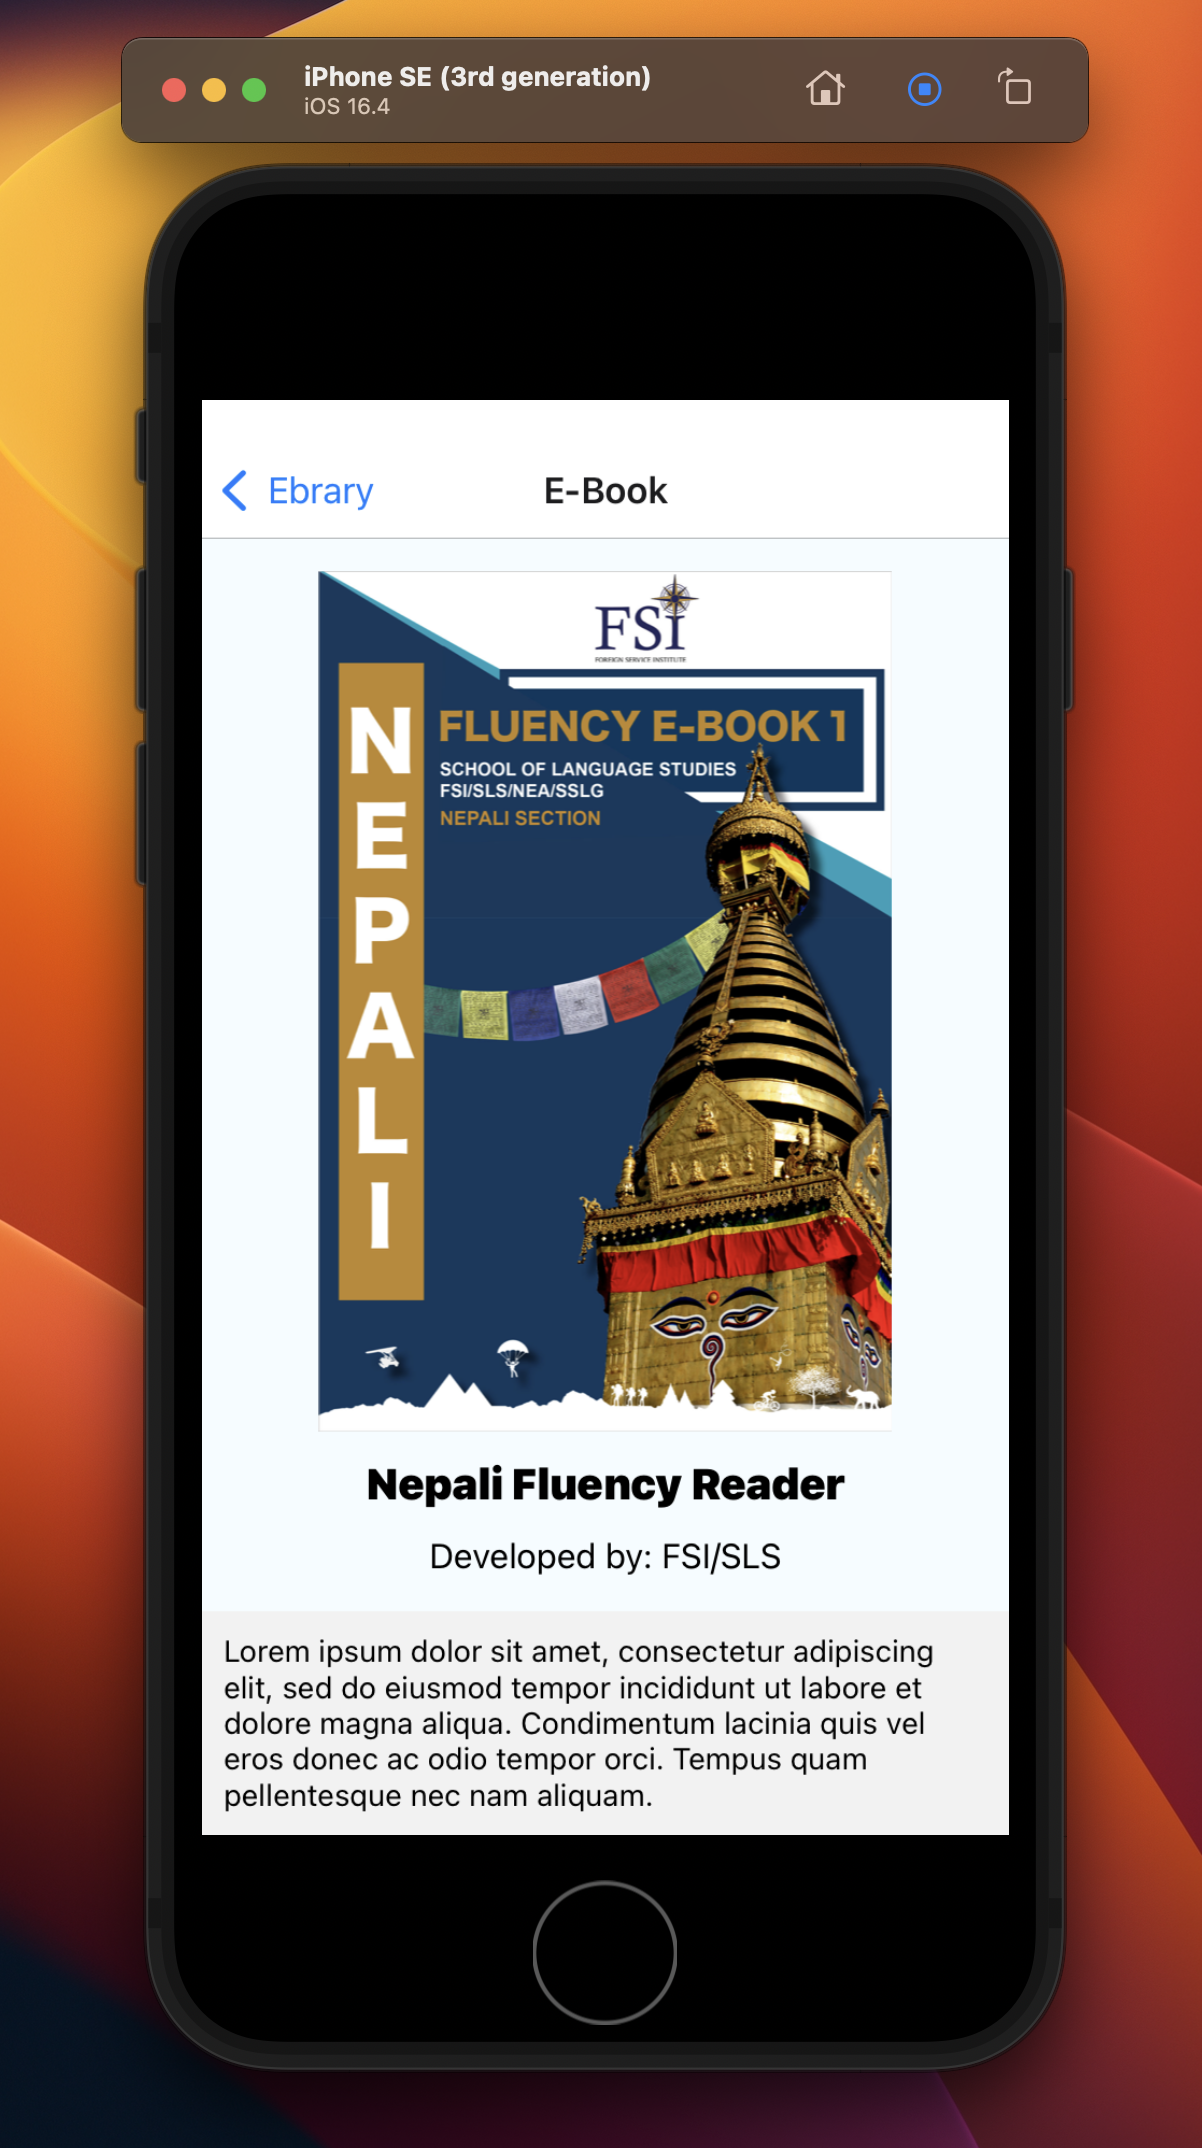 iPhone SE (3rd generation)
iOS 16.4
Ebrary
E-Book
FSI
FOREIGN SERVICE INSTITUTE
NEPALI
FLUENCY E-BOOK 1
SCHOOL OF LANGUAGE STUDIES
FSI/SLS/NEA/SSLG
NEPALI SECTION
Nepali Fluency Reader
Developed by: FSI/SLS
Lorem ipsum dolor sit amet, consectetur adipiscing
elit, sed do eiusmod tempor incididunt ut labore et
dolore magna aliqua. Condimentum lacinia quis vel
eros donec ac odio tempor orci. Tempus quam
pellentesque nec nam aliquam.